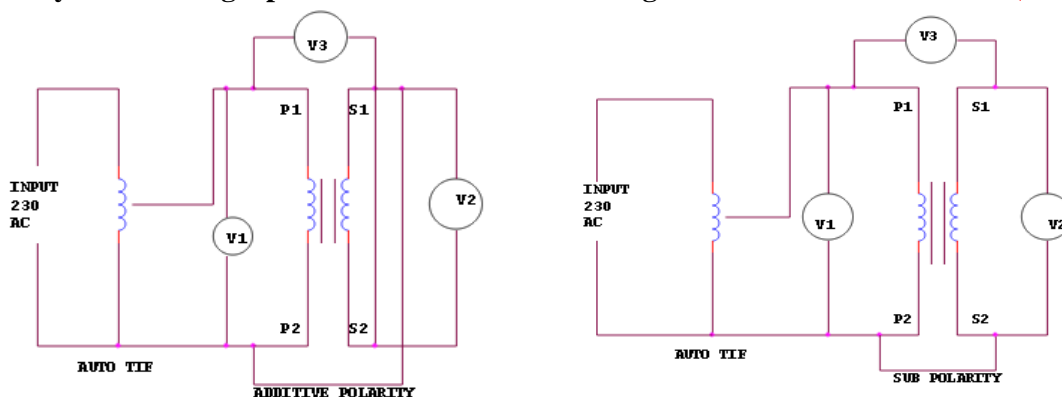 V3
P1
S1
INPUT
230
AC
V1
V2
P2
S2
AUTO TIF
ADDITIVE POLARITY
V3
P1
S1
INPUT
230
AC
V1
V2
P2
S2
AUTO TIF
SUB POLARITY